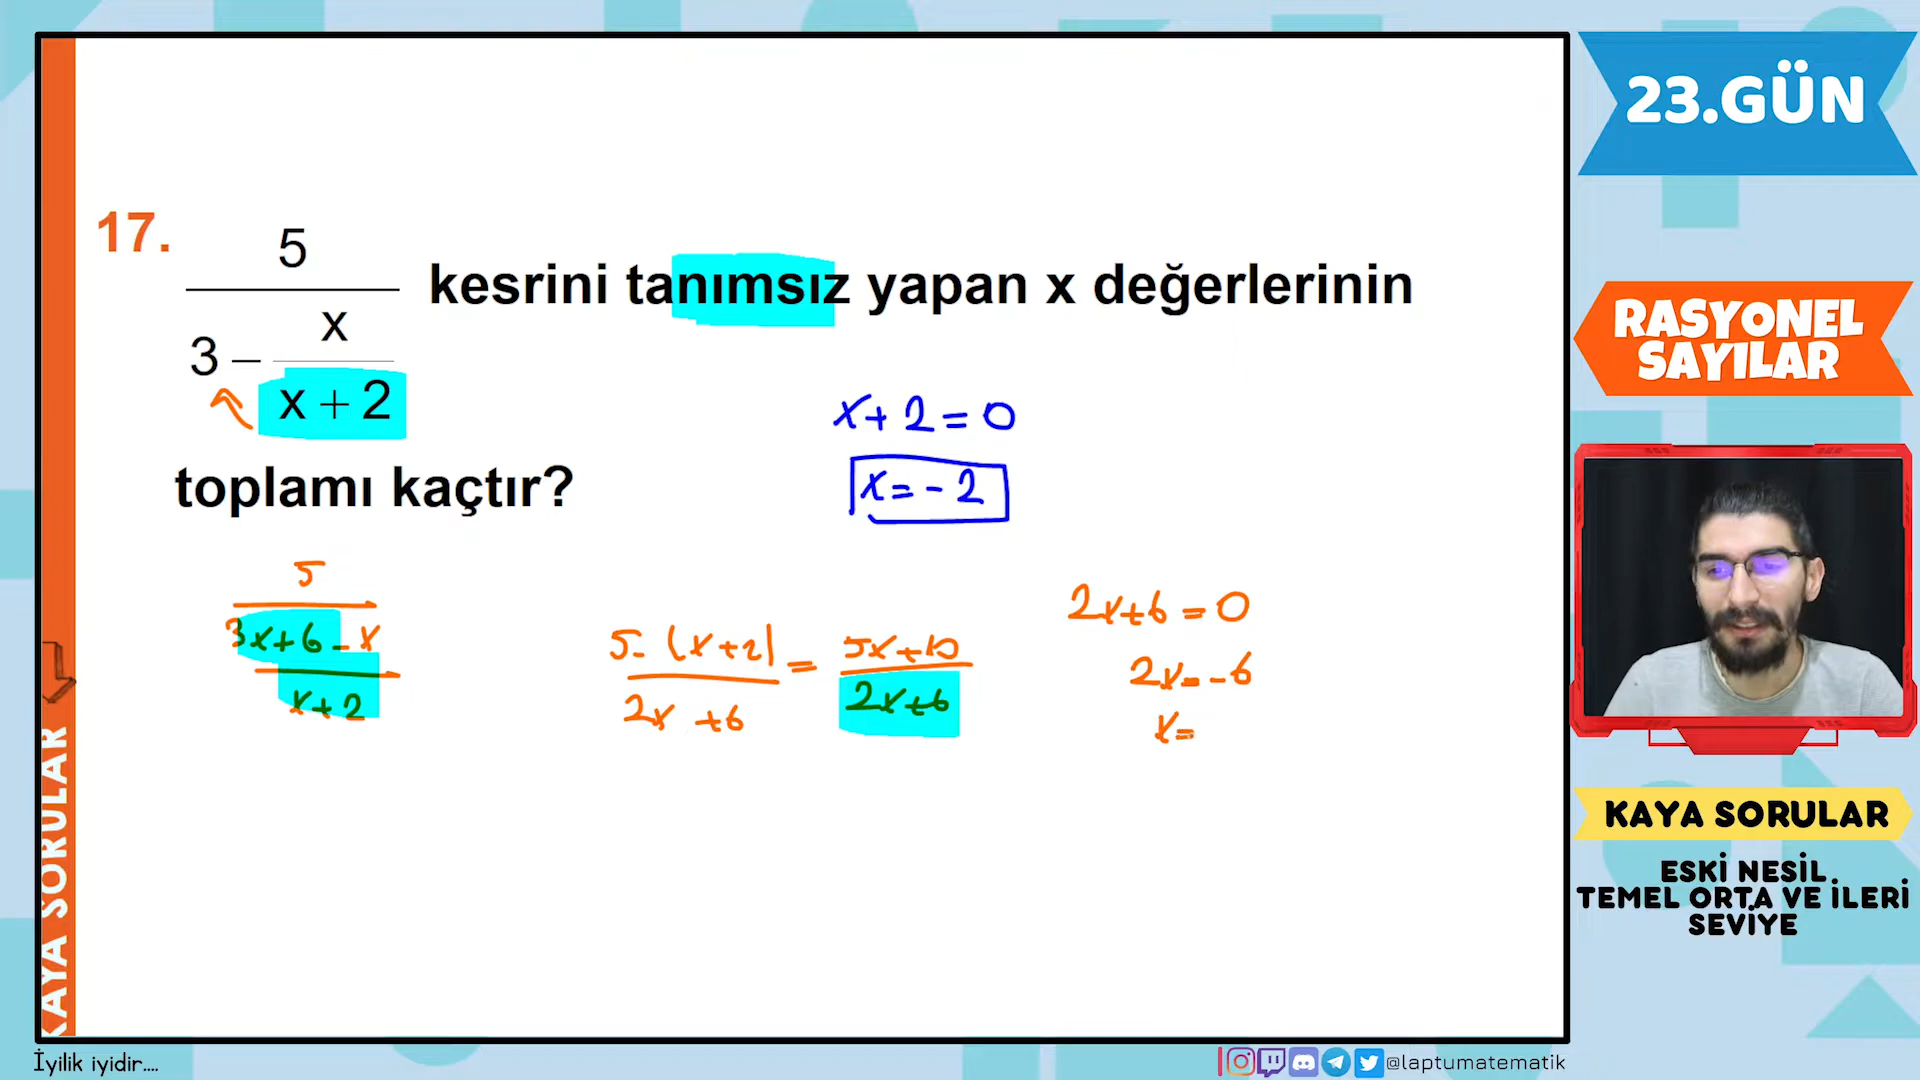 23.GÜN
17.
5
3 – x
x + 2
kesrini tanımsız yapan x değerlerinin
toplamı kaçtır?
x+2=0
x=-2
5
3x+6-x
x+2
5.(x+2) = 5x+10
2x+6 2x+6
2x+6=0
2x=-6
x=
RASYONEL
SAYILAR
KAYA SORULAR
ESKİ NESİL
TEMEL ORTA VE İLERİ
SEVİYE
KAYA SORULAR
İyilik iyidir....
@laptumatematik